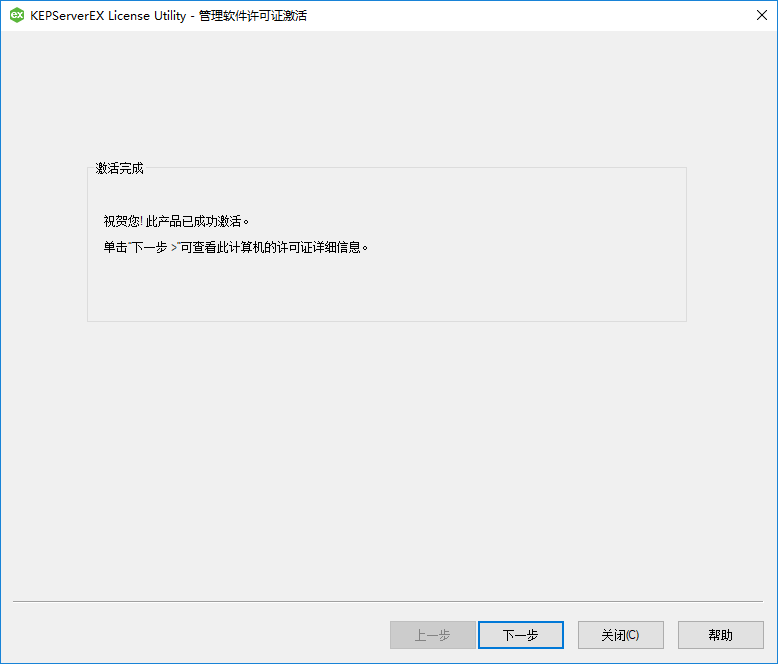 ex KEPServerEX License Utility - 管理软件许可证激活
激活完成
祝贺您! 此产品已成功激活。
单击“下一步 >”可查看此计算机的许可证详细信息。
上一步 下一步 关闭(C) 帮助